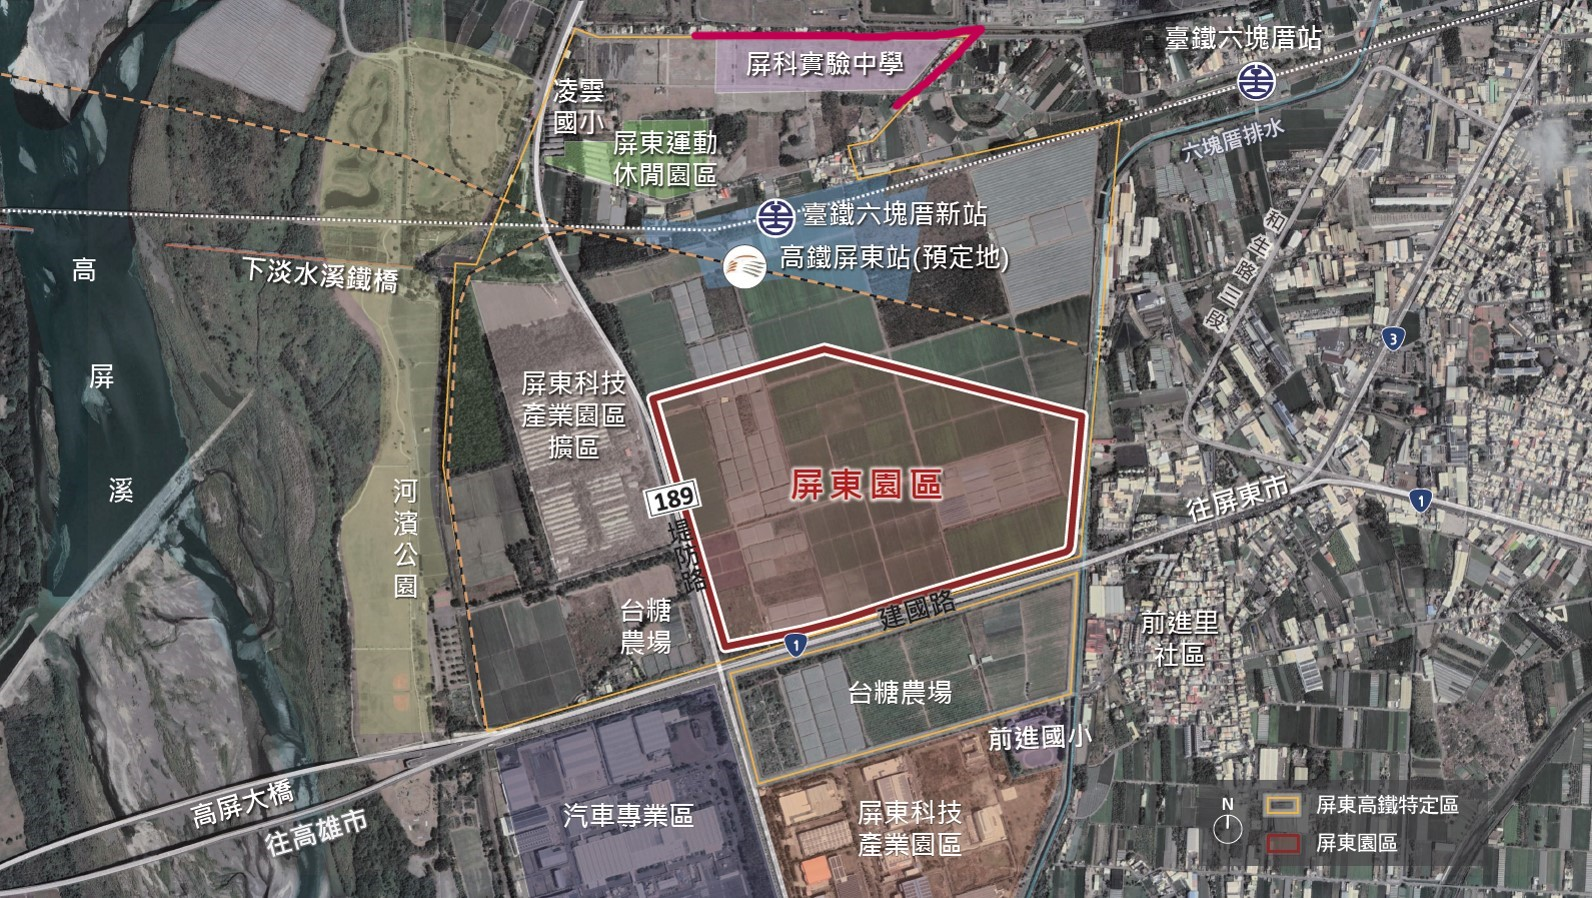 臺鐵六塊厝站
屏科實驗中學
凌雲
國小
屏東運動
休閒園區
六塊厝排水
臺鐵六塊厝新站
高鐵屏東站(預定地)
和生路三段
下淡水溪鐵橋
高屏溪
3
屏東科技
產業園區
擴區
屏東園區
189
堤防路
河濱公園
往屏東市
1
台糖
農場
建國路
1
前進里
社區
台糖農場
前進國小
高屏大橋
往高雄市
汽車專業區
屏東科技
產業園區
N
屏東高鐵特定區
屏東園區